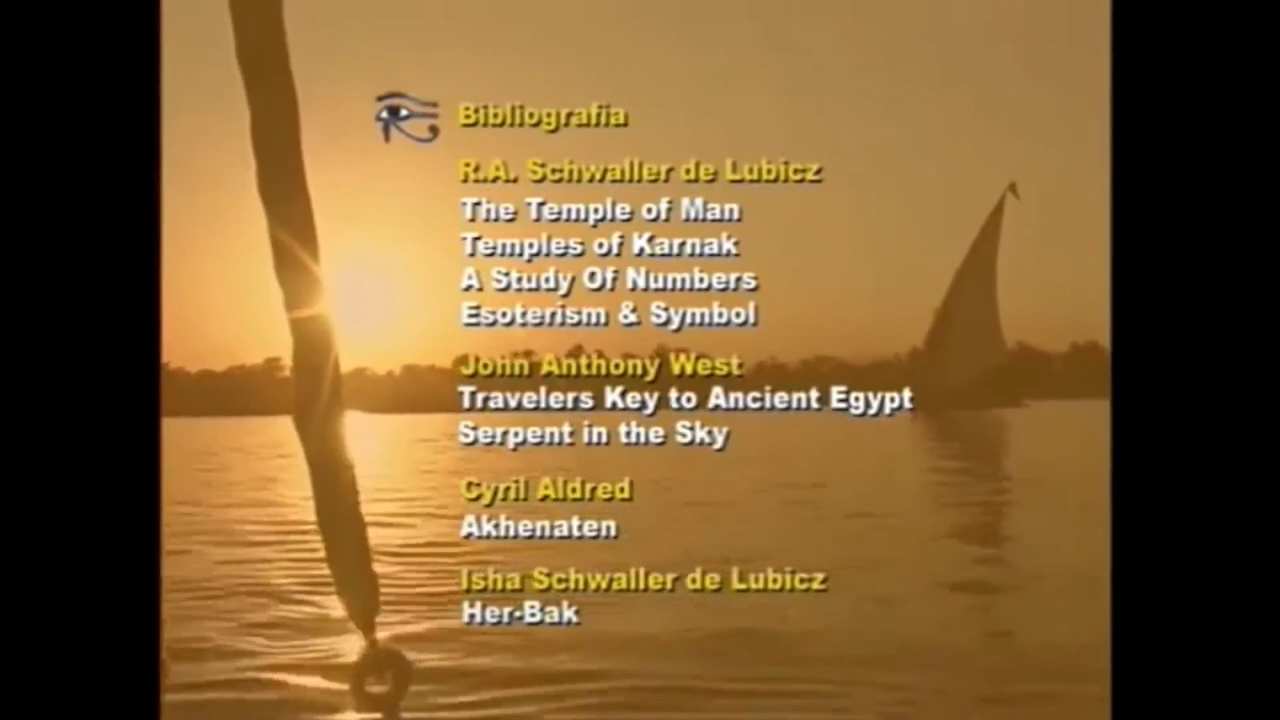 Bibliografia
R.A. Schwaller de Lubicz
The Temple of Man
Temples of Karnak
A Study Of Numbers
Esoterism & Symbol
Jonn Anthony West
Travelers Key to Ancient Egypt
Serpent in the Sky
Cyril Aldred
Akhenaten
Isha Schwaller de Lubicz
Her-Bak